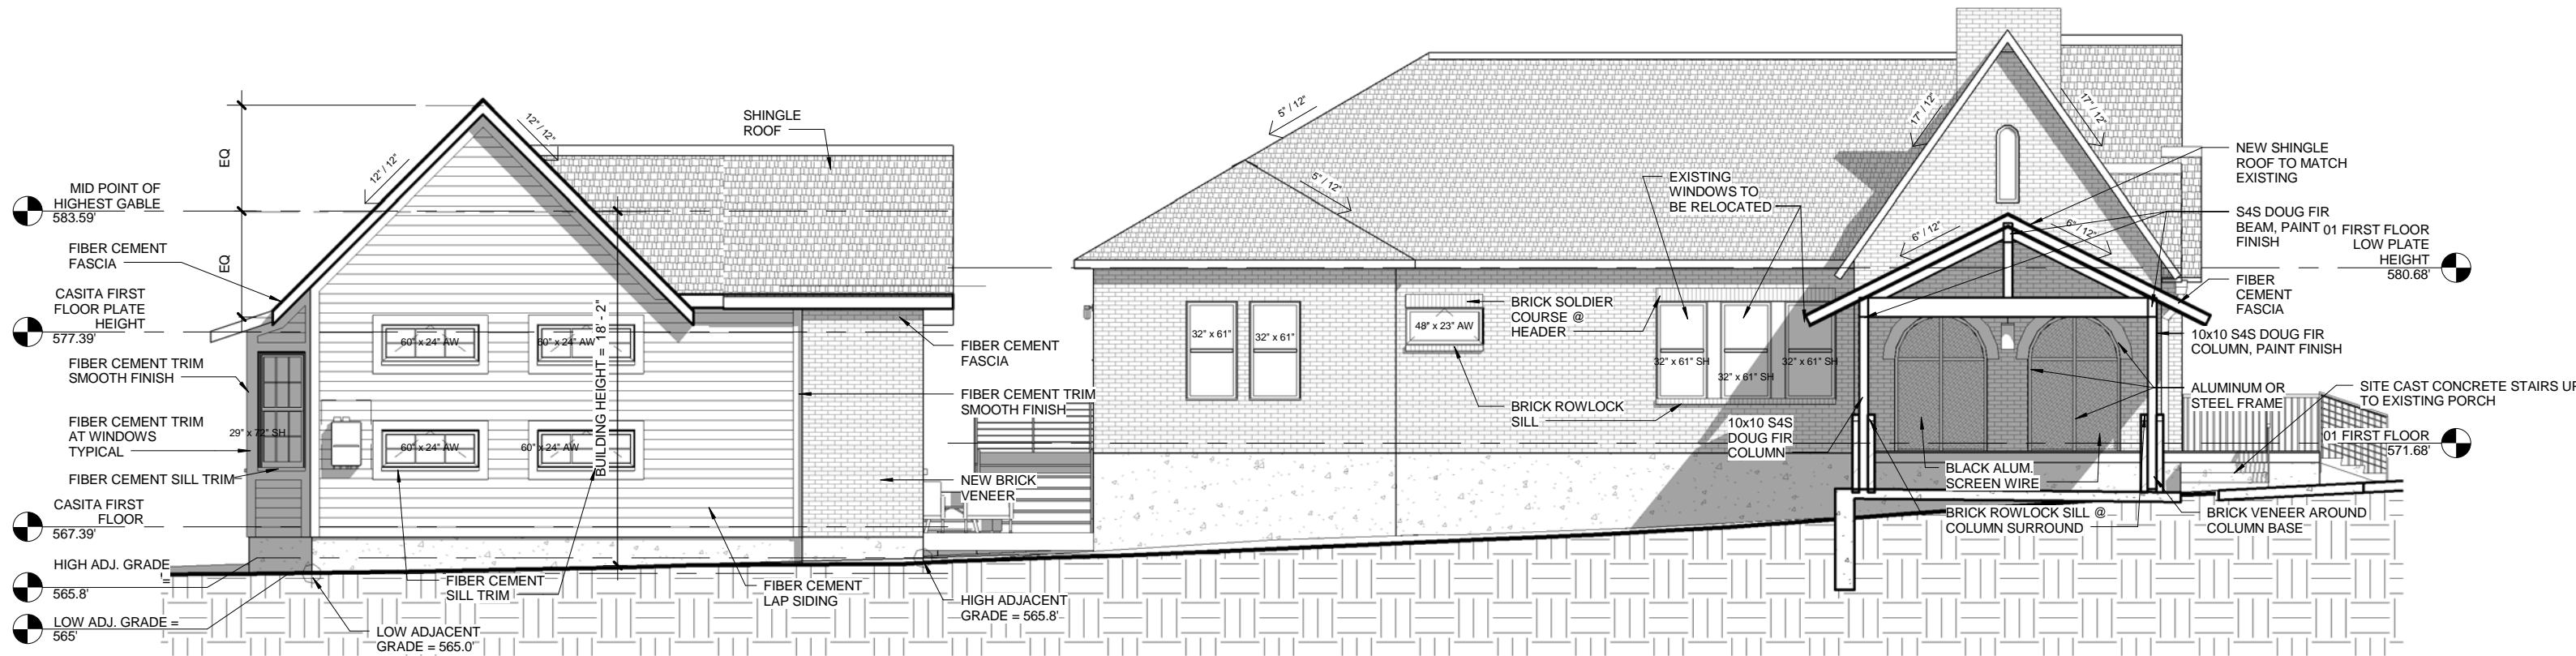 EQ
EQ
MID POINT OF
HIGHEST GABLE
583.59'
FIBER CEMENT
FASCIA
CASITA FIRST
FLOOR PLATE
HEIGHT
577.39'
FIBER CEMENT TRIM
SMOOTH FINISH
FIBER CEMENT TRIM
AT WINDOWS
TYPICAL
FIBER CEMENT SILL TRIM
CASITA FIRST
FLOOR
567.39'
HIGH ADJ. GRADE
=
565.8'
LOW ADJ. GRADE =
565'
12" / 12"
12" / 12"
SHINGLE
ROOF
60" x 24" AW
60" x 24" AW
29" x 72" SH
60" x 24" AW
60" x 24" AW
BUILDING HEIGHT = 18' - 2"
FIBER CEMENT
SILL TRIM
LOW ADJACENT
GRADE = 565.0'
FIBER CEMENT
LAP SIDING
FIBER CEMENT
FASCIA
FIBER CEMENT TRIM
SMOOTH FINISH
NEW BRICK
VENEER
HIGH ADJACENT
GRADE = 565.8'
5" / 12"
5" / 12"
32" x 61"
32" x 61"
48" x 23" AW
BRICK SOLDIER
COURSE @
HEADER
BRICK ROWLOCK
SILL
EXISTING
WINDOWS TO
BE RELOCATED
32" x 61" SH
32" x 61" SH
32" x 61" SH
10x10 S4S
DOUG FIR
COLUMN
17" / 12"
17" / 12"
6" / 12"
6" / 12"
BLACK ALUM.
SCREEN WIRE
BRICK ROWLOCK SILL @
COLUMN SURROUND
NEW SHINGLE
ROOF TO MATCH
EXISTING
S4S DOUG FIR
BEAM, PAINT
FINISH
01 FIRST FLOOR
LOW PLATE
HEIGHT
580.68'
FIBER
CEMENT
FASCIA
10x10 S4S DOUG FIR
COLUMN, PAINT FINISH
ALUMINUM OR
STEEL FRAME
SITE CAST CONCRETE STAIRS UP
TO EXISTING PORCH
01 FIRST FLOOR
571.68'
BRICK VENEER AROUND
COLUMN BASE